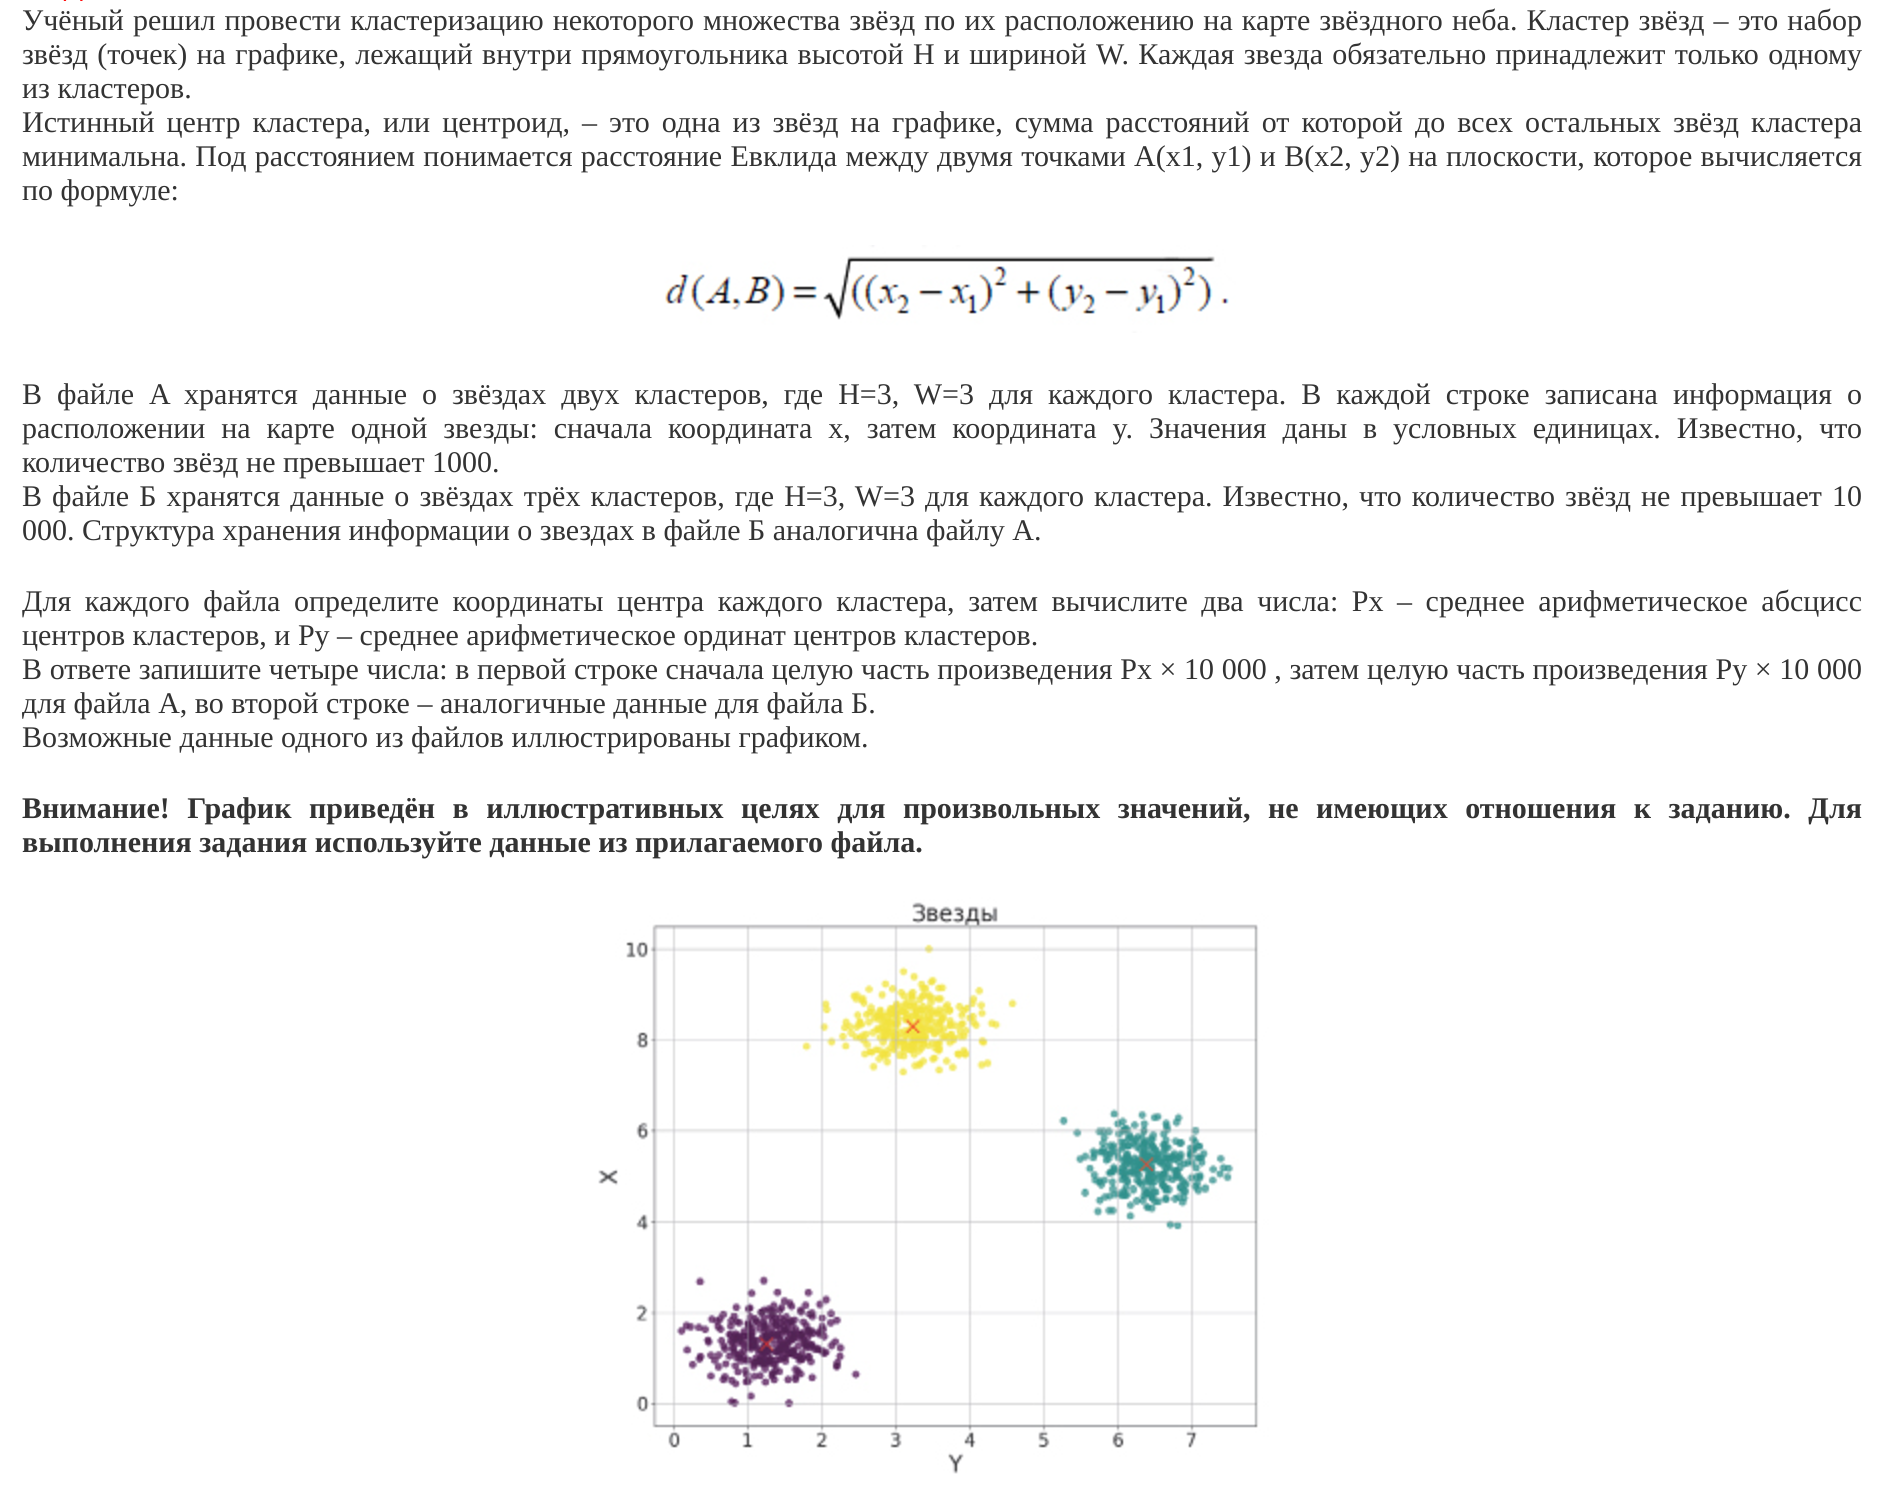 Учёный решил провести кластеризацию некоторого множества звёзд по их расположению на карте звёздного неба. Кластер звёзд – это набор
звёзд (точек) на графике, лежащий внутри прямоугольника высотой H и шириной W. Каждая звезда обязательно принадлежит только одному
из кластеров.
Истинный центр кластера, или центроид, – это одна из звёзд на графике, сумма расстояний от которой до всех остальных звёзд кластера
минимальна. Под расстоянием понимается расстояние Евклида между двумя точками A(x1, y1) и B(x2, y2) на плоскости, которое вычисляется
по формуле:
d(A,B) = √((x₂ − x₁)² + (y₂ − y₁)²) .
В файле А хранятся данные о звёздах двух кластеров, где H=3, W=3 для каждого кластера. В каждой строке записана информация о
расположении на карте одной звезды: сначала координата x, затем координата y. Значения даны в условных единицах. Известно, что
количество звёзд не превышает 1000.
В файле Б хранятся данные о звёздах трёх кластеров, где H=3, W=3 для каждого кластера. Известно, что количество звёзд не превышает 10
000. Структура хранения информации о звездах в файле Б аналогична файлу А.
Для каждого файла определите координаты центра каждого кластера, затем вычислите два числа: Px – среднее арифметическое абсцисс
центров кластеров, и Py – среднее арифметическое ординат центров кластеров.
В ответе запишите четыре числа: в первой строке сначала целую часть произведения Px × 10 000 , затем целую часть произведения Py × 10 000
для файла А, во второй строке – аналогичные данные для файла Б.
Возможные данные одного из файлов иллюстрированы графиком.
Внимание! График приведён в иллюстративных целях для произвольных значений, не имеющих отношения к заданию. Для
выполнения задания используйте данные из прилагаемого файла.
Звезды
10
8
6
X
4
2
0
0 1 2 3 4 5 6 7
Y